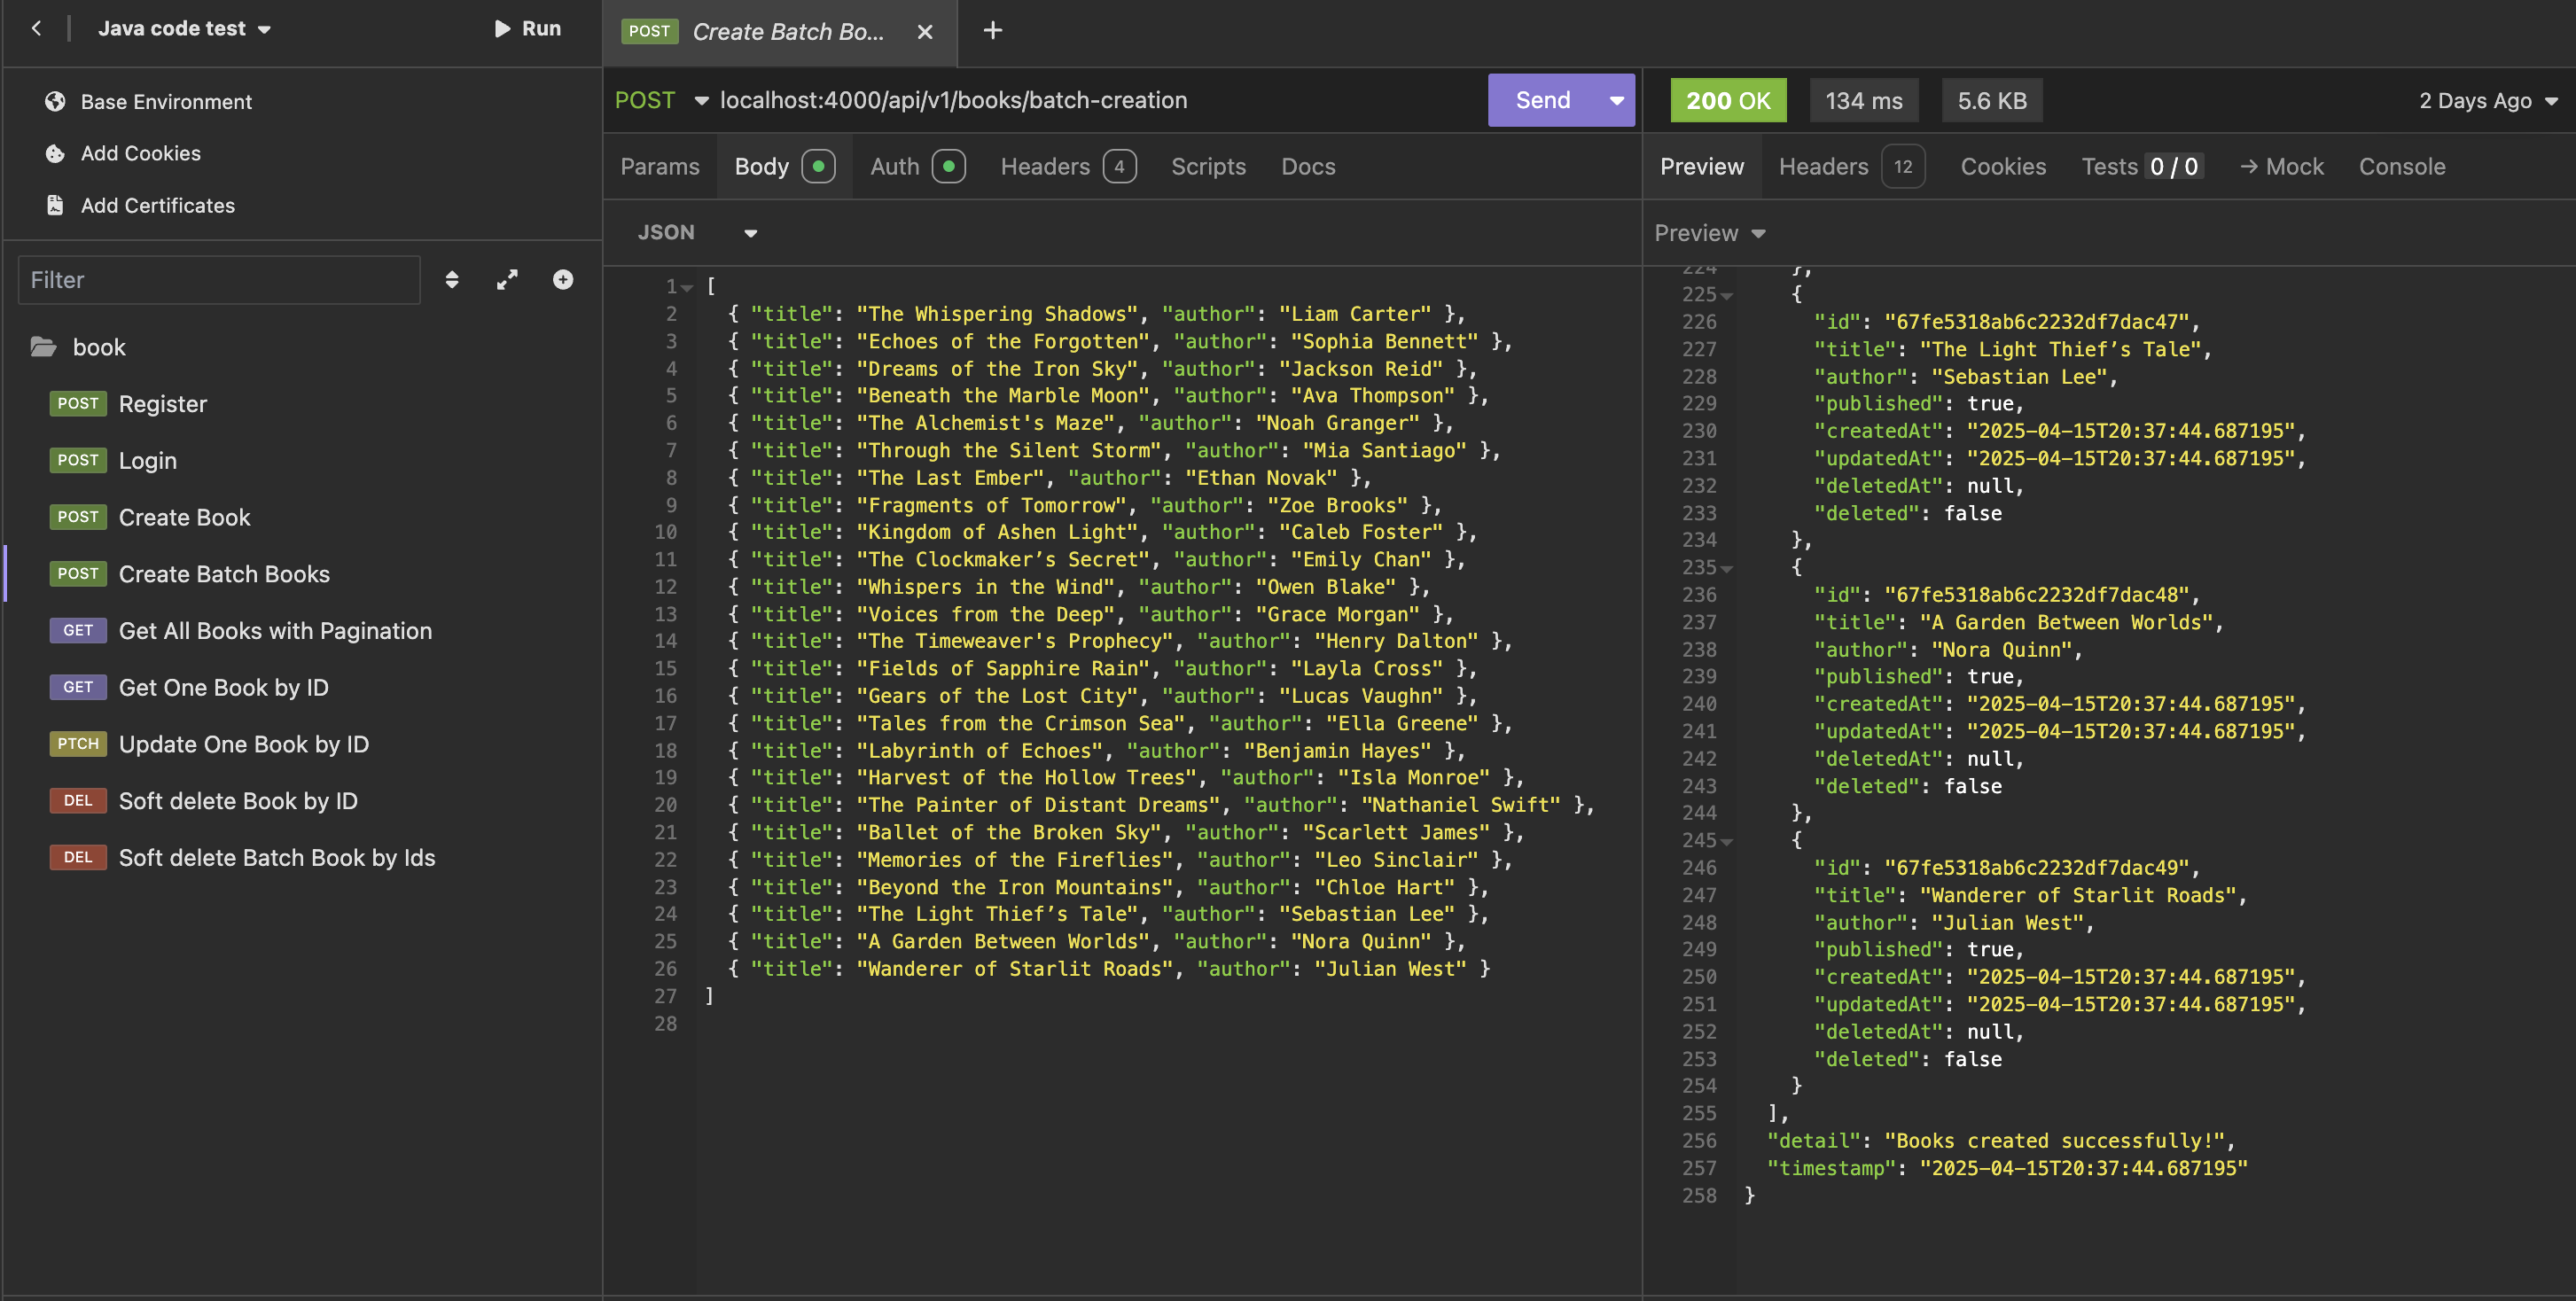 Java code test
Run
Base Environment
Add Cookies
Add Certificates
Filter
book
POST Register
POST Login
POST Create Book
POST Create Batch Books
GET Get All Books with Pagination
GET Get One Book by ID
PTCH Update One Book by ID
DEL Soft delete Book by ID
DEL Soft delete Batch Book by Ids
POST Create Batch Bo...
POST localhost:4000/api/v1/books/batch-creation
Send
Params Body Auth Headers 4 Scripts Docs
JSON
1 [
2 { "title": "The Whispering Shadows", "author": "Liam Carter" },
3 { "title": "Echoes of the Forgotten", "author": "Sophia Bennett" },
4 { "title": "Dreams of the Iron Sky", "author": "Jackson Reid" },
5 { "title": "Beneath the Marble Moon", "author": "Ava Thompson" },
6 { "title": "The Alchemist's Maze", "author": "Noah Granger" },
7 { "title": "Through the Silent Storm", "author": "Mia Santiago" },
8 { "title": "The Last Ember", "author": "Ethan Novak" },
9 { "title": "Fragments of Tomorrow", "author": "Zoe Brooks" },
10 { "title": "Kingdom of Ashen Light", "author": "Caleb Foster" },
11 { "title": "The Clockmaker’s Secret", "author": "Emily Chan" },
12 { "title": "Whispers in the Wind", "author": "Owen Blake" },
13 { "title": "Voices from the Deep", "author": "Grace Morgan" },
14 { "title": "The Timeweaver's Prophecy", "author": "Henry Dalton" },
15 { "title": "Fields of Sapphire Rain", "author": "Layla Cross" },
16 { "title": "Gears of the Lost City", "author": "Lucas Vaughn" },
17 { "title": "Tales from the Crimson Sea", "author": "Ella Greene" },
18 { "title": "Labyrinth of Echoes", "author": "Benjamin Hayes" },
19 { "title": "Harvest of the Hollow Trees", "author": "Isla Monroe" },
20 { "title": "The Painter of Distant Dreams", "author": "Nathaniel Swift" },
21 { "title": "Ballet of the Broken Sky", "author": "Scarlett James" },
22 { "title": "Memories of the Fireflies", "author": "Leo Sinclair" },
23 { "title": "Beyond the Iron Mountains", "author": "Chloe Hart" },
24 { "title": "The Light Thief’s Tale", "author": "Sebastian Lee" },
25 { "title": "A Garden Between Worlds", "author": "Nora Quinn" },
26 { "title": "Wanderer of Starlit Roads", "author": "Julian West" }
27 ]
28
200 OK 134 ms 5.6 KB 2 Days Ago
Preview Headers 12 Cookies Tests 0 / 0 → Mock Console
Preview
224 },
225 {
226 "id": "67fe5318ab6c2232df7dac47",
227 "title": "The Light Thief’s Tale",
228 "author": "Sebastian Lee",
229 "published": true,
230 "createdAt": "2025-04-15T20:37:44.687195",
231 "updatedAt": "2025-04-15T20:37:44.687195",
232 "deletedAt": null,
233 "deleted": false
234 },
235 {
236 "id": "67fe5318ab6c2232df7dac48",
237 "title": "A Garden Between Worlds",
238 "author": "Nora Quinn",
239 "published": true,
240 "createdAt": "2025-04-15T20:37:44.687195",
241 "updatedAt": "2025-04-15T20:37:44.687195",
242 "deletedAt": null,
243 "deleted": false
244 },
245 {
246 "id": "67fe5318ab6c2232df7dac49",
247 "title": "Wanderer of Starlit Roads",
248 "author": "Julian West",
249 "published": true,
250 "createdAt": "2025-04-15T20:37:44.687195",
251 "updatedAt": "2025-04-15T20:37:44.687195",
252 "deletedAt": null,
253 "deleted": false
254 }
255 ],
256 "detail": "Books created successfully!",
257 "timestamp": "2025-04-15T20:37:44.687195"
258 }